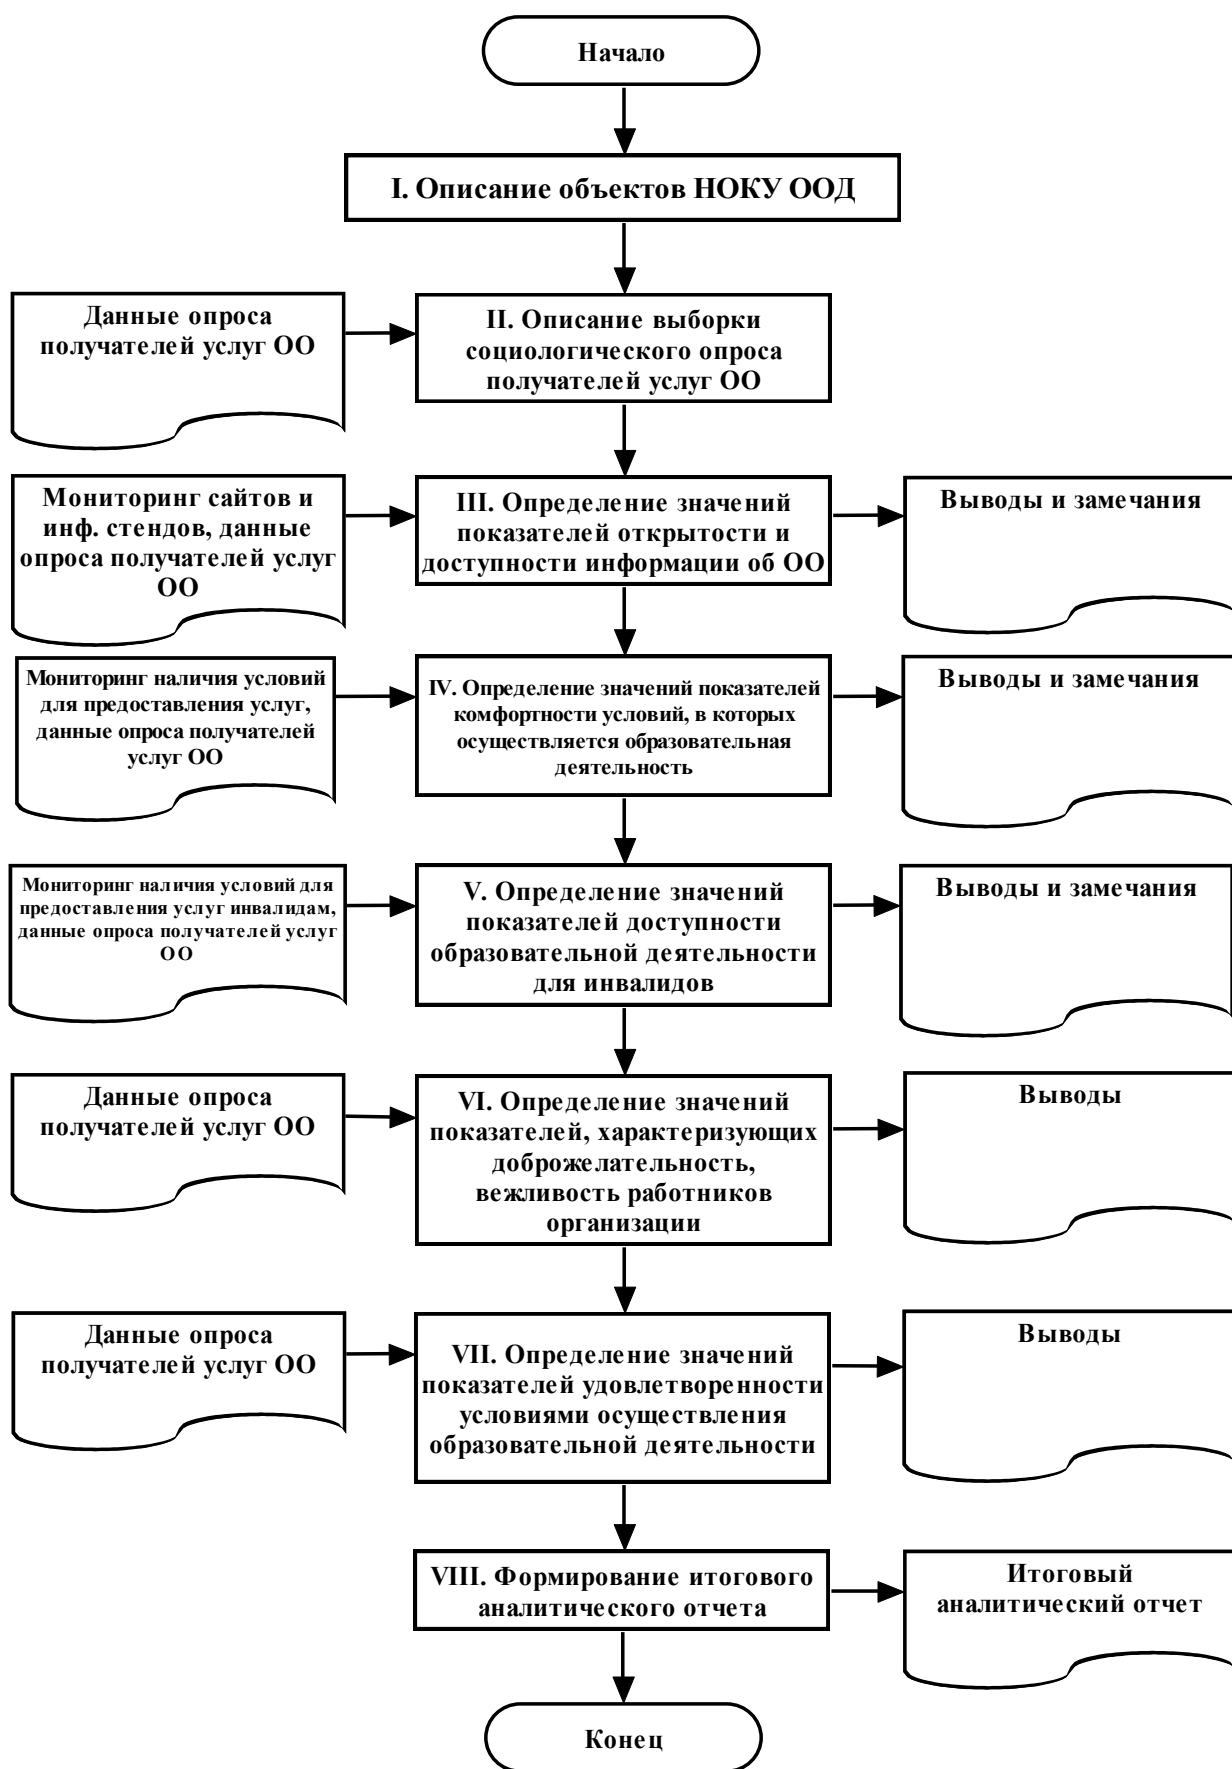 Начало
I. Описание объектов НОКУ ООД
Данные опроса
получателей услуг ОО
II. Описание выборки
социологического опроса
получателей услуг ОО
Мониторинг сайтов и
инф. стендов, данные
опроса получателей услуг
ОО
III. Определение значений
показателей открытости и
доступности информации об ОО
Выводы и замечания
Мониторинг наличия условий
для предоставления услуг,
данные опроса получателей
услуг ОО
IV. Определение значений показателей
комфортности условий, в которых
осуществляется образовательная
деятельность
Выводы и замечания
Мониторинг наличия условий для
предоставления услуг инвалидам,
данные опроса получателей услуг
ОО
V. Определение значений
показателей доступности
образовательной деятельности
для инвалидов
Выводы и замечания
Данные опроса
получателей услуг ОО
VI. Определение значений
показателей, характеризующих
доброжелательность,
вежливость работников
организации
Выводы
Данные опроса
получателей услуг ОО
VII. Определение значений
показателей удовлетворенности
условиями осуществления
образовательной деятельности
Выводы
VIII. Формирование итогового
аналитического отчета
Итоговый
аналитический отчет
Конец